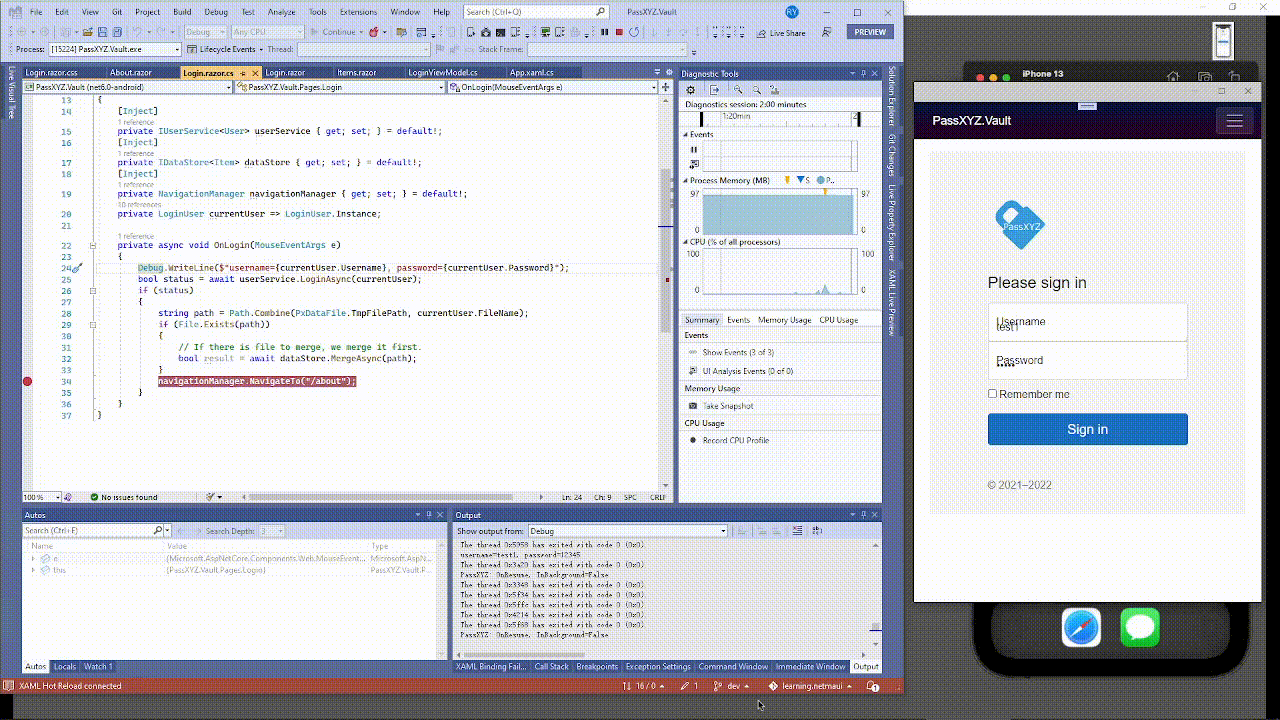 File Edit View Git Project Build Debug Test Analyze Tools Extensions Window Help Search (Ctrl+Q) PassXYZ.Vault RY
Debug Any CPU Continue Live Share PREVIEW
Process: [15224] PassXYZ.Vault.exe Lifecycle Events Thread: Stack Frame:
Login.razor.css About.razor Login.razor.cs Login.razor Items.razor LoginViewModel.cs App.xaml.cs
PassXYZ.Vault (net6.0-android) PassXYZ.Vault.Pages.Login OnLogin(MouseEventArgs e)
Live Visual Tree
13 {
14 [Inject]
1 reference
15 private IUserService<User> userService { get; set; } = default!;
16 [Inject]
1 reference
17 private IDataStore<Item> dataStore { get; set; } = default!;
18 [Inject]
1 reference
19 private NavigationManager navigationManager { get; set; } = default!;
10 references
20 private LoginUser currentUser => LoginUser.Instance;
21
1 reference
22 private async void OnLogin(MouseEventArgs e)
23 {
24 Debug.WriteLine($"username={currentUser.Username}, password={currentUser.Password}");
25 bool status = await userService.LoginAsync(currentUser);
26 if (status)
27 {
28 string path = Path.Combine(PxDataFile.TmpFilePath, currentUser.FileName);
29 if (File.Exists(path))
30 {
31 // If there is file to merge, we merge it first.
32 bool result = await dataStore.MergeAsync(path);
33 }
34 navigationManager.NavigateTo("/about");
35 }
36 }
37 }
100 % No issues found Ln: 24 Ch: 9 SPC CRLF
Diagnostic Tools
Diagnostics session: 2:00 minutes
1:20min 2
Events
Process Memory (MB) S P..
97 97
0 0
CPU (% of all processors)
100 100
0 0
Summary Events Memory Usage CPU Usage
Events
Show Events (3 of 3)
UI Analysis Events (0 of 0)
Memory Usage
Take Snapshot
CPU Usage
Record CPU Profile
Solution Explorer
Git Changes
Live Property Explorer
XAML Live Preview
Autos
Search (Ctrl+E) Search Depth: 3
Name Value Type
e {Microsoft.AspNetCore.Components.Web.MouseEvent... Microsoft.AspN...
this {PassXYZ.Vault.Pages.Login} PassXYZ.Vault.P...
Autos Locals Watch 1
Output
Show output from: Debug
The thread 0x5958 has exited with code 0 (0x0).
username=test1, password=12345
The thread 0x3a20 has exited with code 0 (0x0).
PassXYZ: OnResume, InBackground=False
The thread 0x3348 has exited with code 0 (0x0).
The thread 0x5f34 has exited with code 0 (0x0).
The thread 0x5ffc has exited with code 0 (0x0).
The thread 0x4214 has exited with code 0 (0x0).
The thread 0x5f68 has exited with code 0 (0x0).
PassXYZ: OnResume, InBackground=False
XAML Binding Fail... Call Stack Breakpoints Exception Settings Command Window Immediate Window Output
XAML Hot Reload connected 16 / 0 1 dev learning.netmaui
iPhone 13
PassXYZ.Vault
PassXYZ
Please sign in
Username
test1
Password
Remember me
Sign in
© 2021–2022